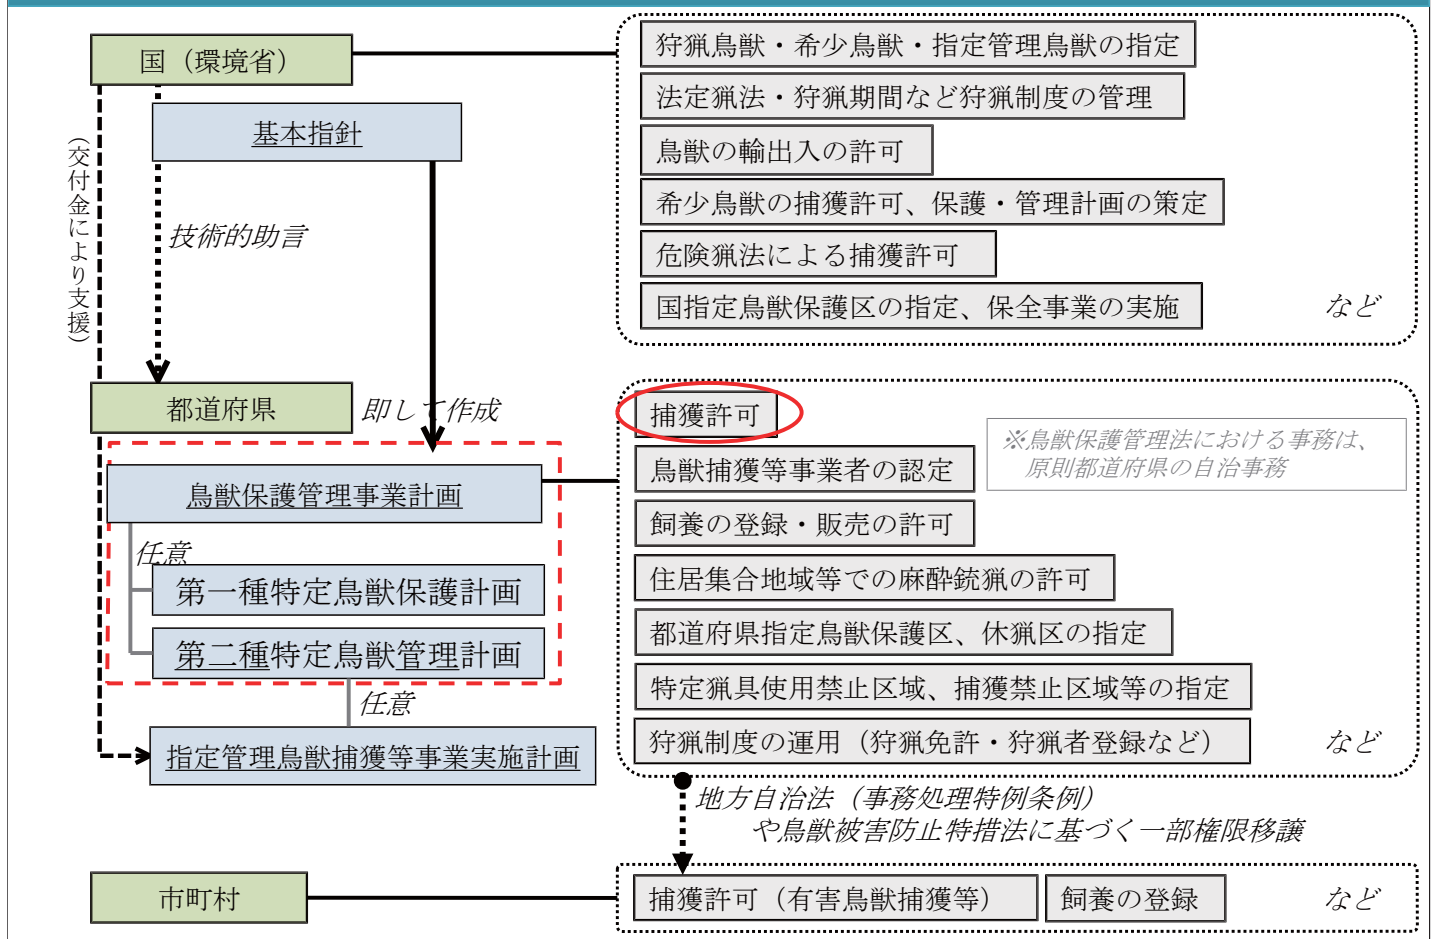 国（環境省）
基本指針
（交付金により支援）
技術的助言
都道府県
即して作成
鳥獣保護管理事業計画
任意
第一種特定鳥獣保護計画
第二種特定鳥獣管理計画
任意
指定管理鳥獣捕獲等事業実施計画
市町村
狩猟鳥獣・希少鳥獣・指定管理鳥獣の指定
法定猟法・狩猟期間など狩猟制度の管理
鳥獣の輸出入の許可
希少鳥獣の捕獲許可、保護・管理計画の策定
危険猟法による捕獲許可
国指定鳥獣保護区の指定、保全事業の実施
など
捕獲許可
※鳥獣保護管理法における事務は、
原則都道府県の自治事務
鳥獣捕獲等事業者の認定
飼養の登録・販売の許可
住居集合地域等での麻酔銃猟の許可
都道府県指定鳥獣保護区、休猟区の指定
特定猟具使用禁止区域、捕獲禁止区域等の指定
狩猟制度の運用（狩猟免許・狩猟者登録など）
など
地方自治法（事務処理特例条例）
や鳥獣被害防止特措法に基づく一部権限移譲
捕獲許可（有害鳥獣捕獲等）
飼養の登録
など